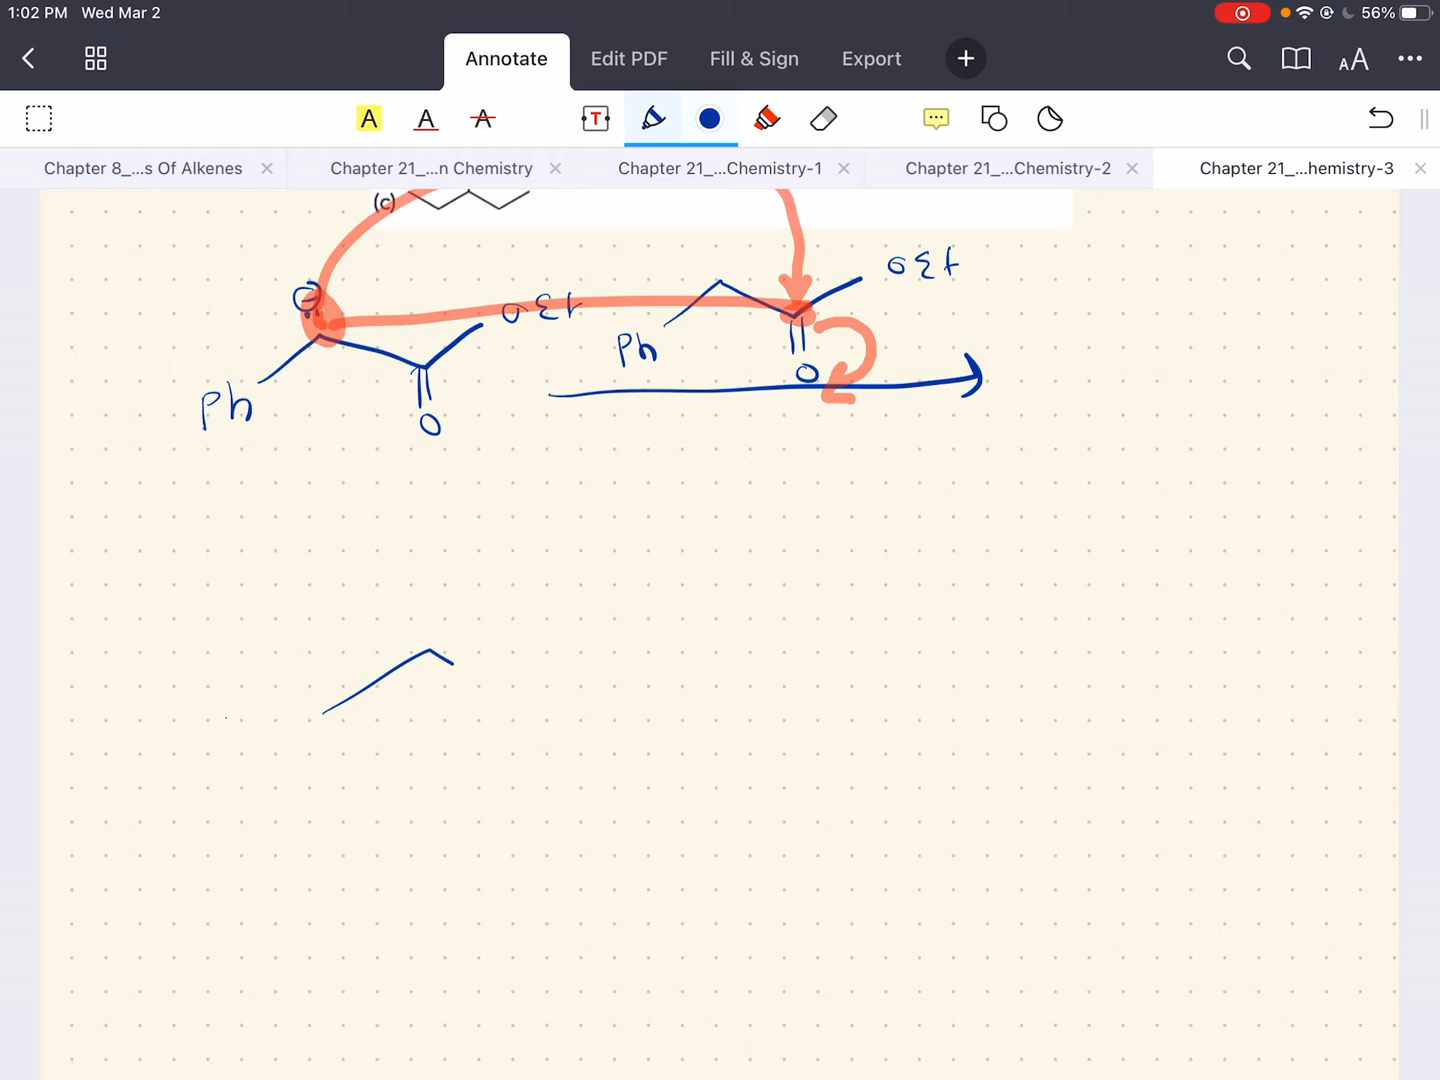 1:02 PM Wed Mar 2 56%
Annotate Edit PDF Fill & Sign Export
A A A T AA
Chapter 8_...s Of Alkenes Chapter 21_...n Chemistry Chapter 21_...Chemistry-1 Chapter 21_...Chemistry-2 Chapter 21_...hemistry-3
(c)
OEt
OEt
Ph
O
Ph
O